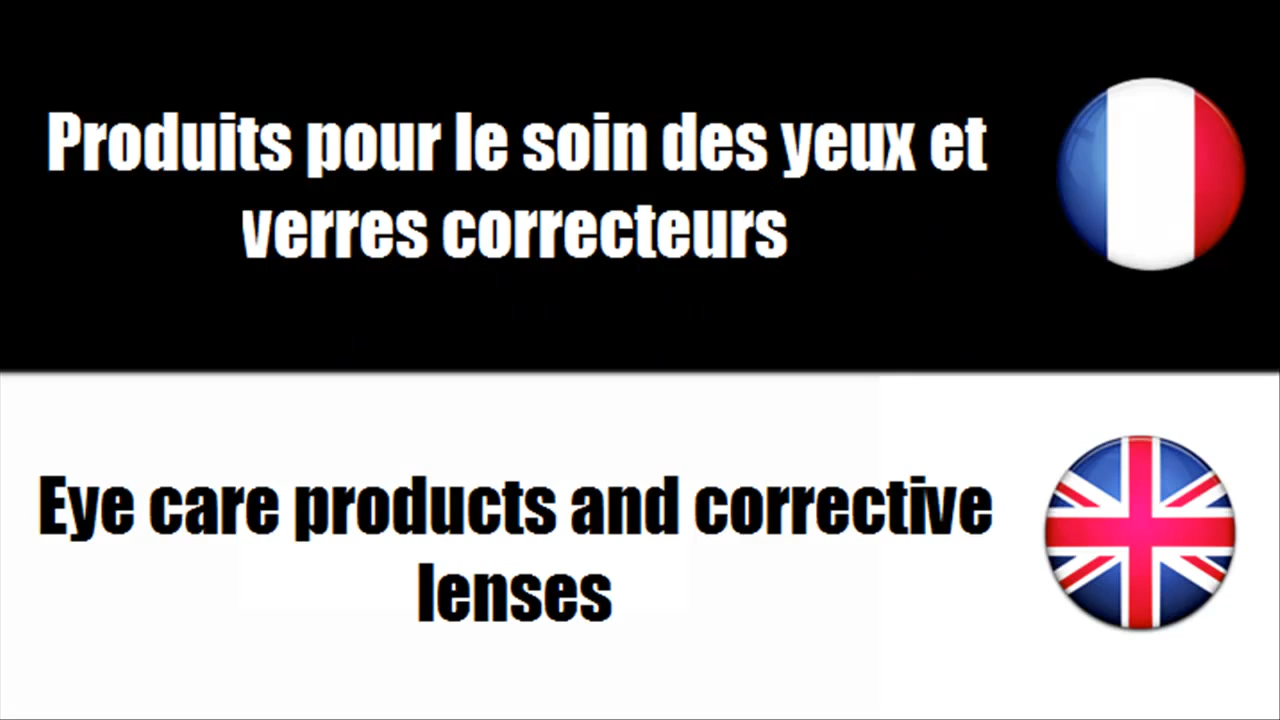 Produits pour le soin des yeux et
verres correcteurs
Eye care products and corrective
lenses